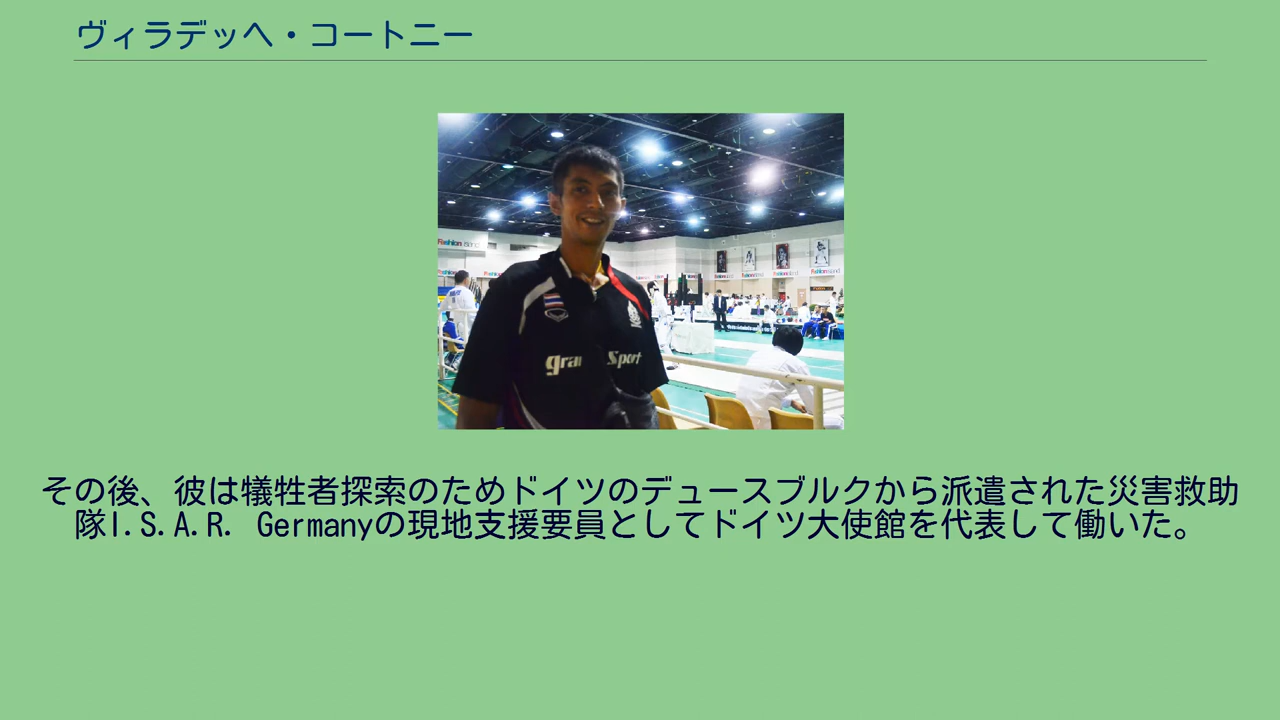 ヴィラデッヘ・コートニー
Fashion Island
gran Sport
その後、彼は犠牲者探索のためドイツのデュースブルクから派遣された災害救助
隊I.S.A.R. Germanyの現地支援要員としてドイツ大使館を代表して働いた。